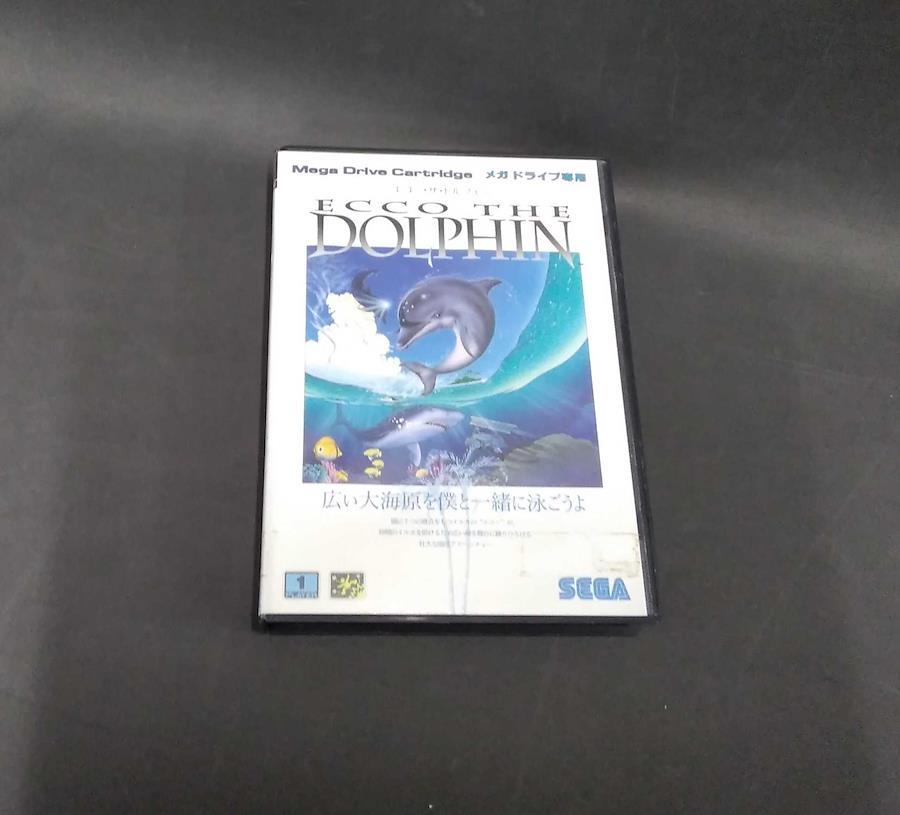 Mega Drive Cartridge メガドライブ専用
ECCO THE
DOLPHIN
広い大海原を僕と一緒に泳ごうよ
1
PLAYER
SEGA